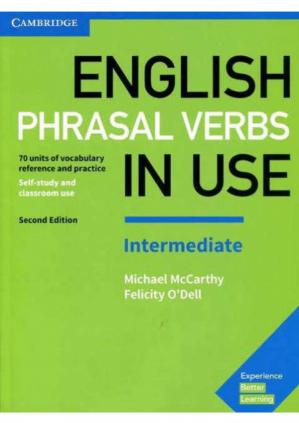 CAMBRIDGE
ENGLISH
PHRASAL VERBS
IN USE
70 units of vocabulary
reference and practice
Self-study and
classroom use
Second Edition
Intermediate
Michael McCarthy
Felicity O'Dell
Experience
Better
Learning